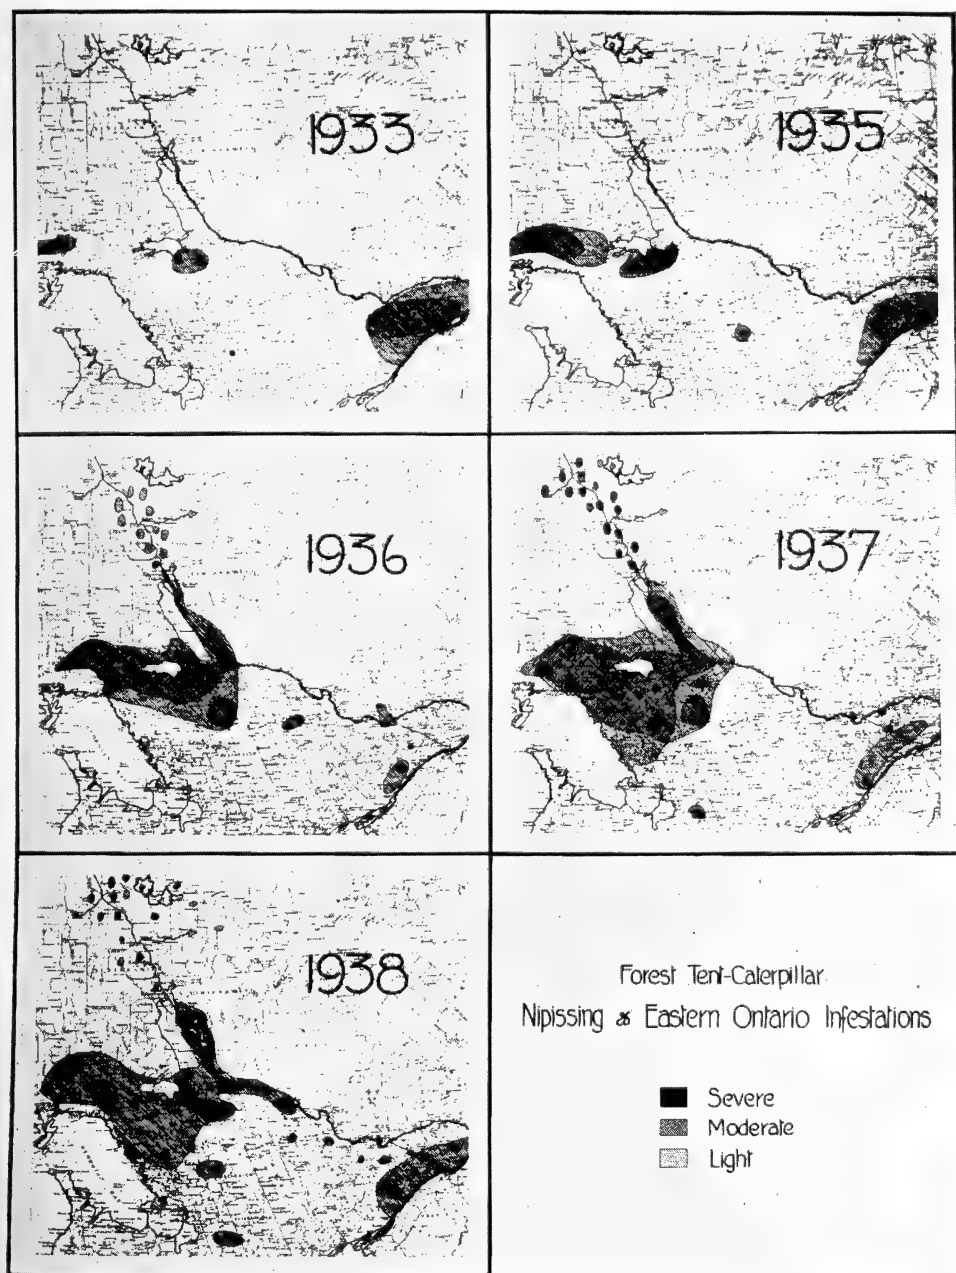 1933
1935
1936
1937
1938
Forest Tent-Caterpillar
Nipissing & Eastern Ontario Infestations
Severe
Moderate
Light